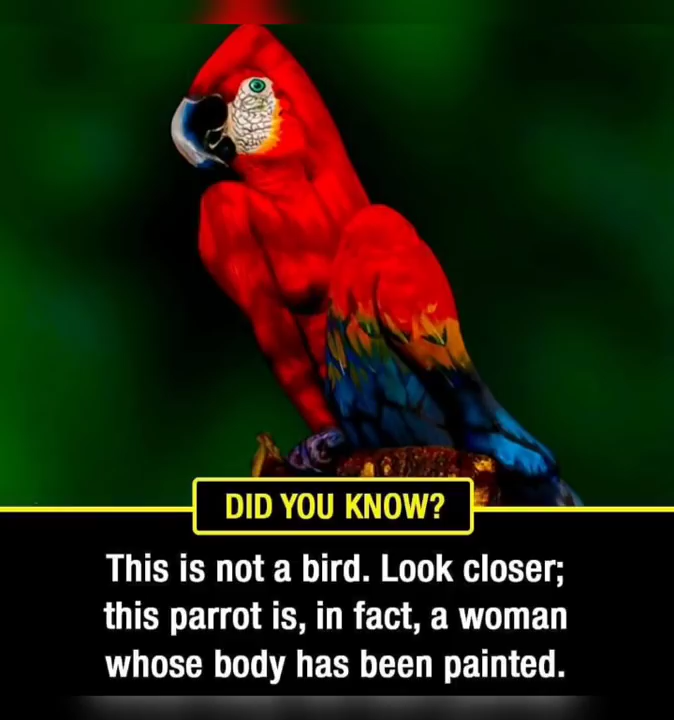 DID YOU KNOW?
This is not a bird. Look closer;
this parrot is, in fact, a woman
whose body has been painted.